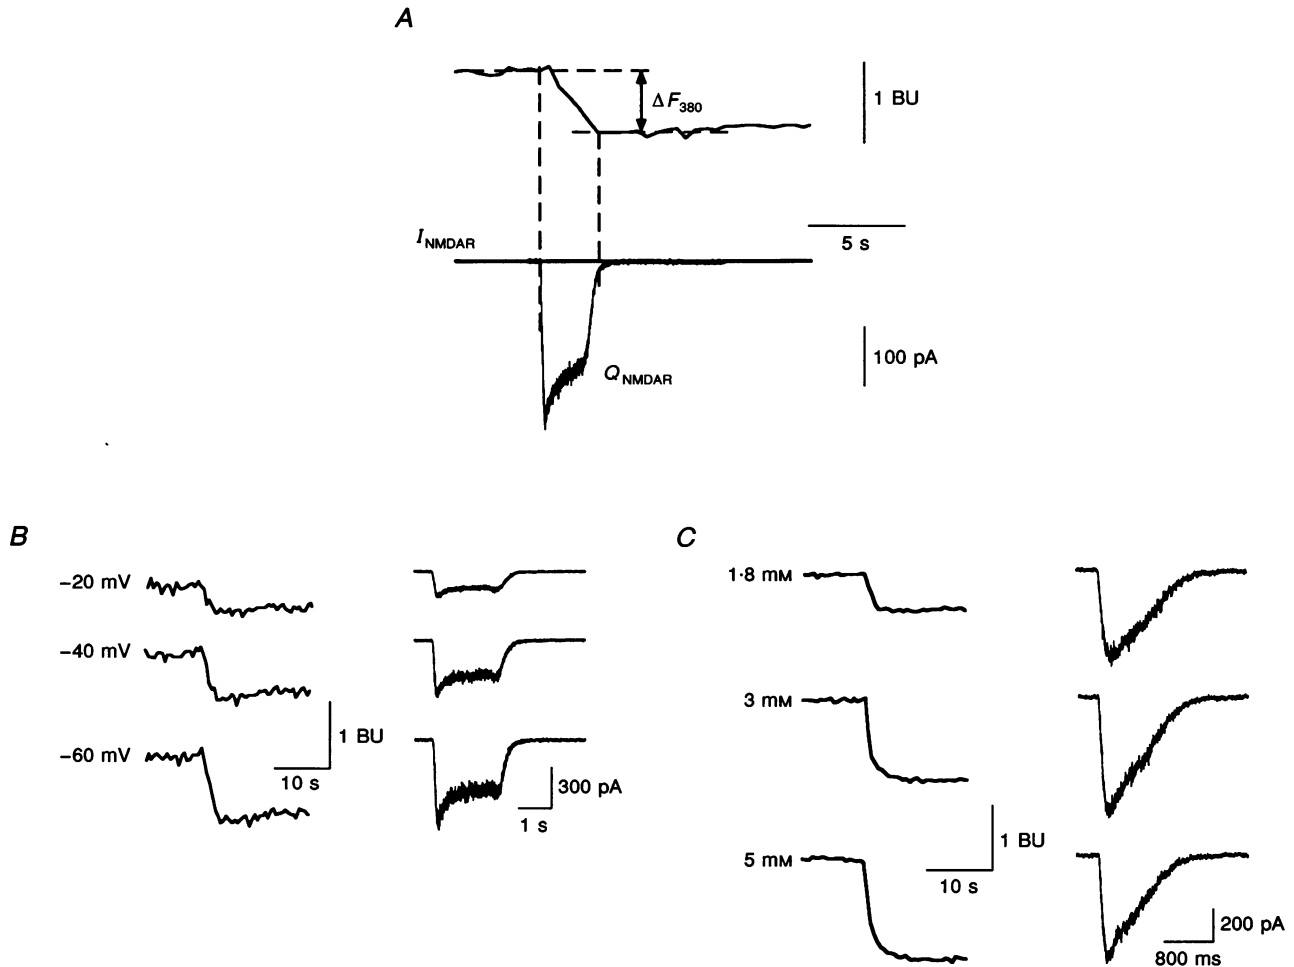 A
ΔF380
1 BU
5 s
INMDAR
100 pA
QNMDAR
B
−20 mV
−40 mV
−60 mV
1 BU
10 s
300 pA
1 s
C
1·8 mM
3 mM
5 mM
1 BU
10 s
200 pA
800 ms